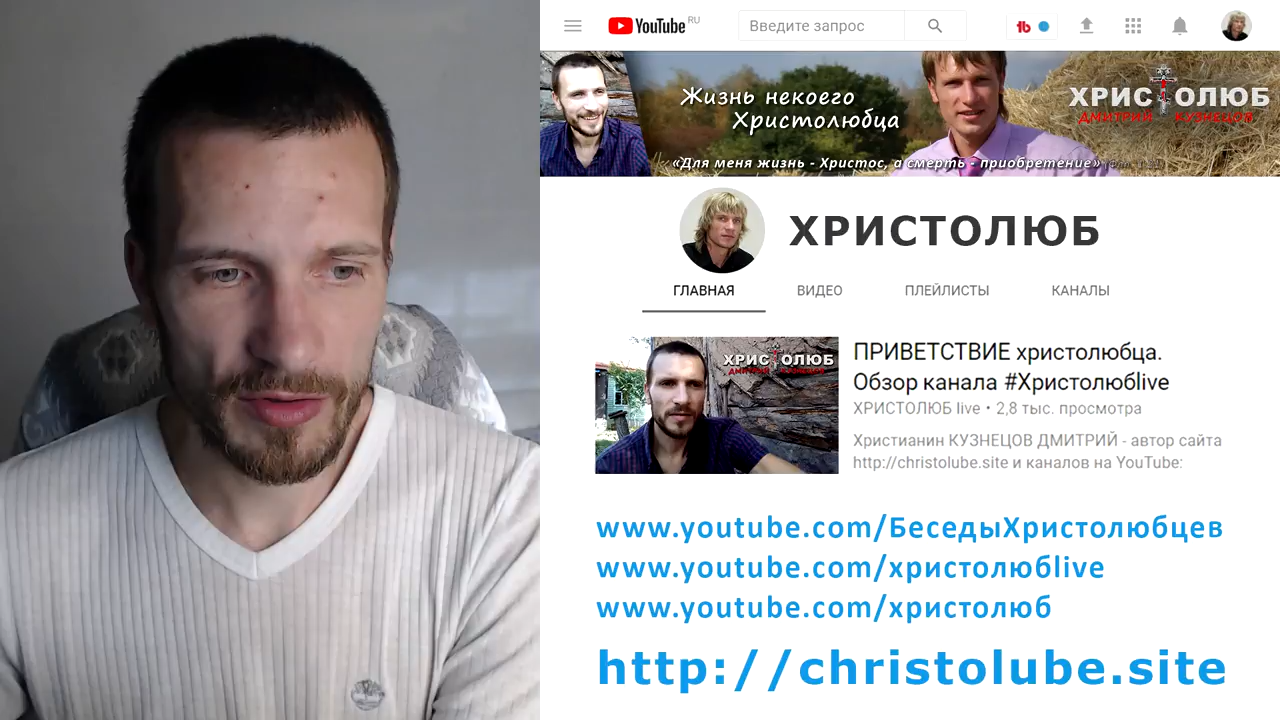 YouTube RU
Введите запрос
Жизнь некоего
Христолюбца
ХРИСТОЛЮБ
ДМИТРИЙ КУЗНЕЦОВ
«Для меня жизнь - Христос, а смерть - приобретение»
ХРИСТОЛЮБ
ГЛАВНАЯ ВИДЕО ПЛЕЙЛИСТЫ КАНАЛЫ
ХРИСТОЛЮБ
ДМИТРИЙ КУЗНЕЦОВ
ПРИВЕТСТВИЕ христолюбца.
Обзор канала #Христолюбlive
ХРИСТОЛЮБ live • 2,8 тыс. просмотра
Христианин КУЗНЕЦОВ ДМИТРИЙ - автор сайта
http://christolube.site и каналов на YouTube:
www.youtube.com/БеседыХристолюбцев
www.youtube.com/христолюбlive
www.youtube.com/христолюб
http://christolube.site